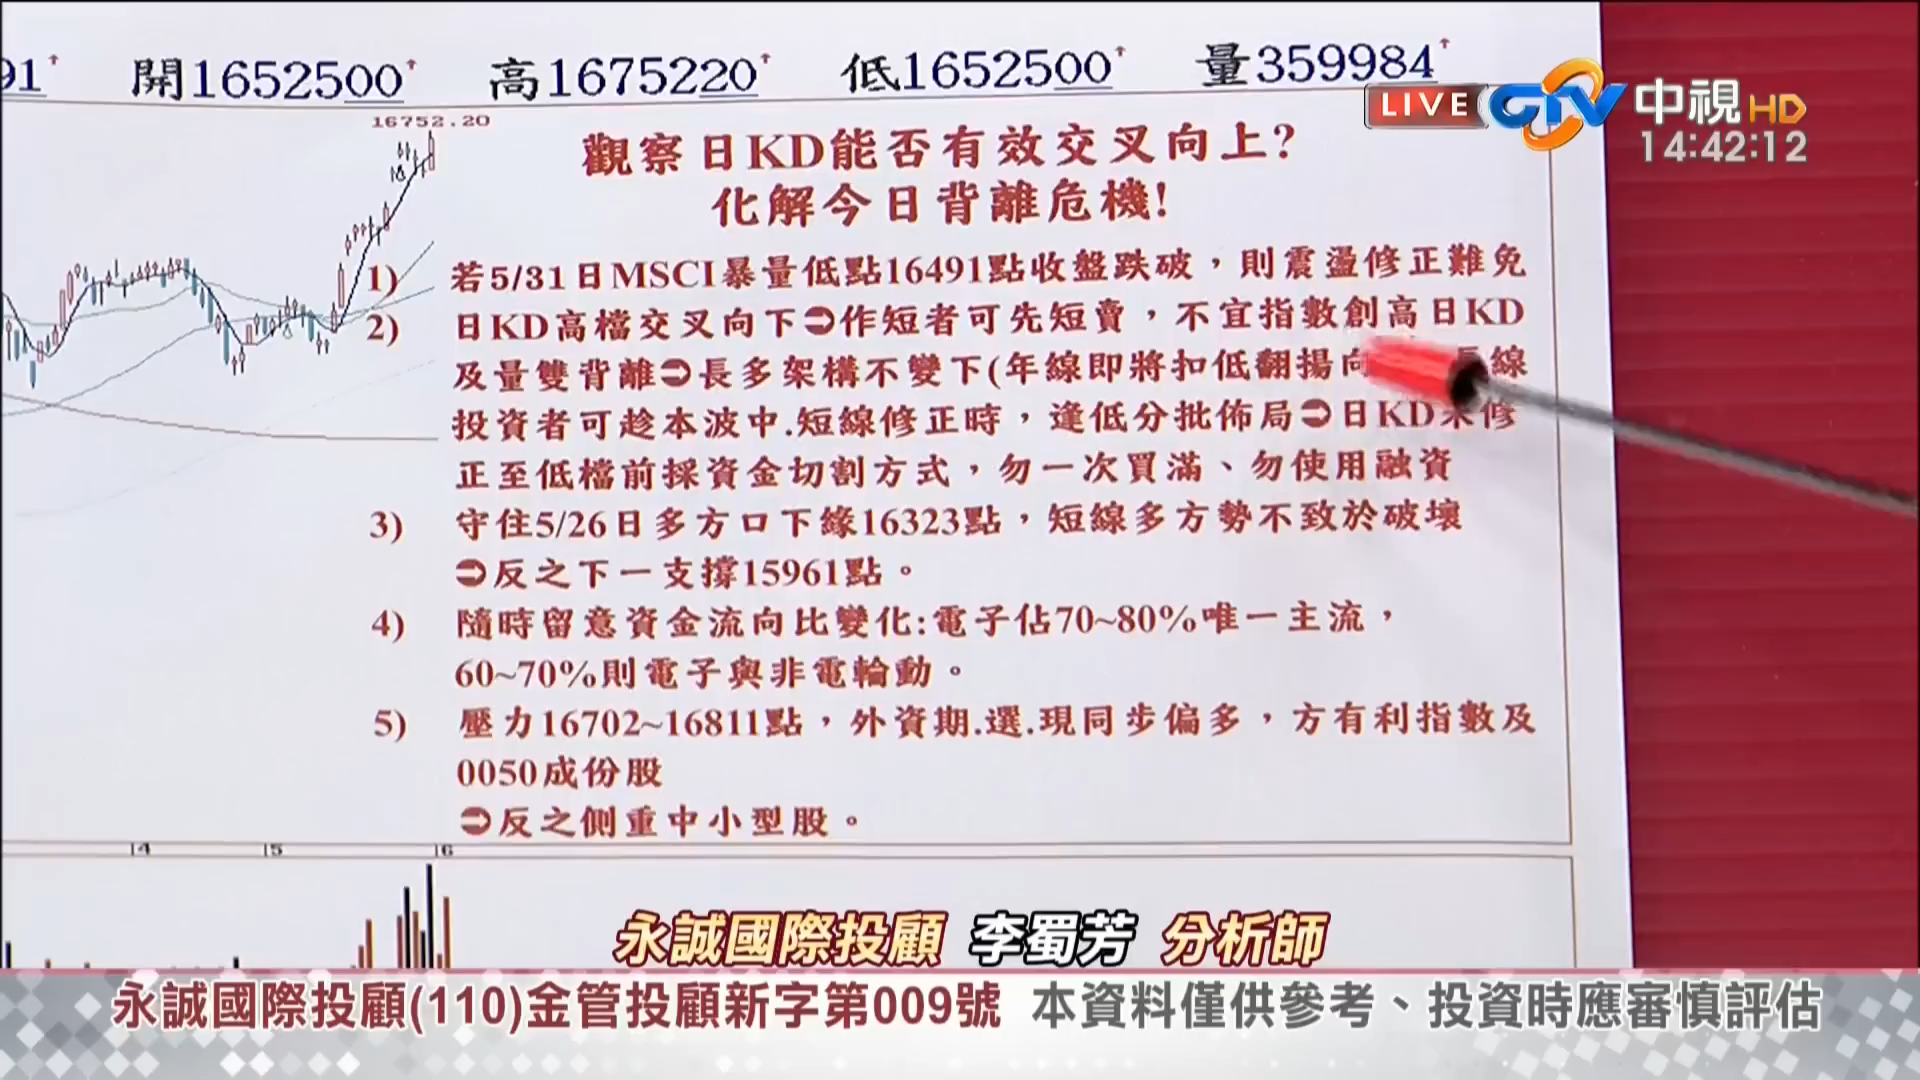 91↑ 開1652500↑ 高1675220↑ 低1652500↑ 量359984↑
LIVE CTV 中視HD
14:42:12
16752.20
觀察日KD能否有效交叉向上?
化解今日背離危機!
1) 若5/31日MSCI暴量低點16491點收盤跌破，則震盪修正難免
2) 日KD高檔交叉向下➲作短者可先短賣，不宜指數創高日KD
及量雙背離➲長多架構不變下(年線即將扣低翻揚向 線
投資者可趁本波中.短線修正時，逢低分批佈局➲日KD未修
正至低檔前採資金切割方式，勿一次買滿、勿使用融資
3) 守住5/26日多方口下緣16323點，短線多方勢不致於破壞
➲反之下一支撐15961點。
4) 隨時留意資金流向比變化:電子佔70~80%唯一主流，
60~70%則電子與非電輪動。
5) 壓力16702~16811點，外資期.選.現同步偏多，方有利指數及
0050成份股
➲反之側重中小型股。
4 5 6
永誠國際投顧 李蜀芳 分析師
永誠國際投顧(110)金管投顧新字第009號 本資料僅供參考、投資時應審慎評估